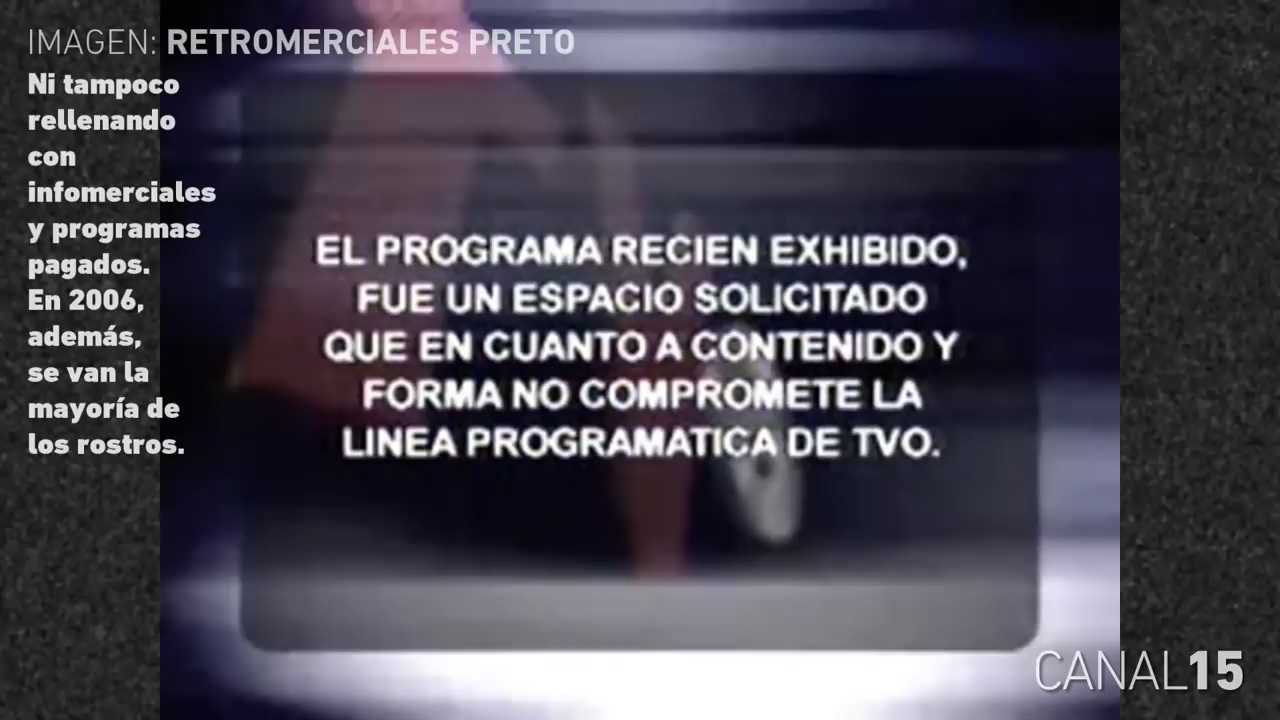 IMAGEN: RETROMERCIALES PRETO
Ni tampoco
rellenando
con
infomerciales
y programas
pagados.
En 2006,
además,
se van la
mayoría de
los rostros.
EL PROGRAMA RECIEN EXHIBIDO,
FUE UN ESPACIO SOLICITADO
QUE EN CUANTO A CONTENIDO Y
FORMA NO COMPROMETE LA
LINEA PROGRAMATICA DE TVO.
CANAL15